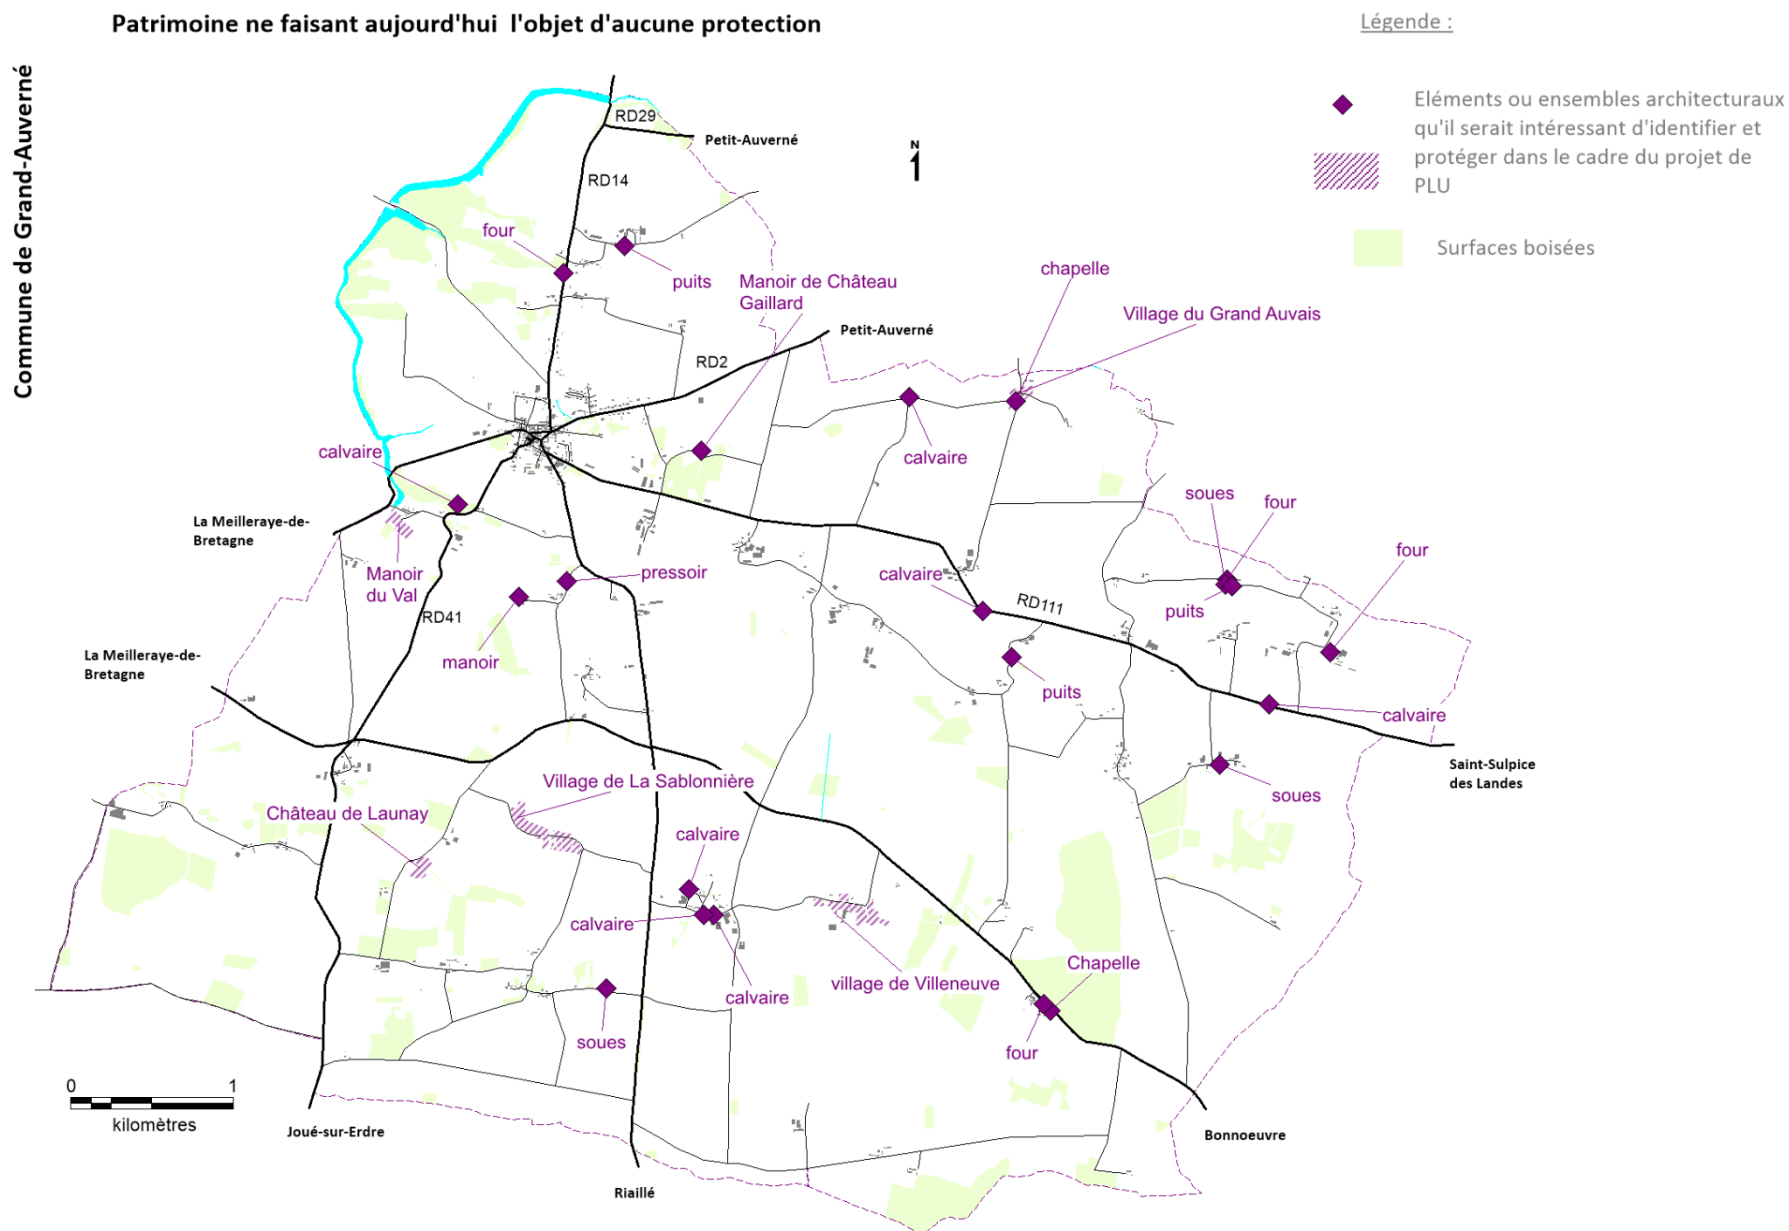 Patrimoine ne faisant aujourd'hui  l'objet d'aucune protection
Légende :
Commune de Grand-Auverné
Eléments ou ensembles architecturaux
qu'il serait intéressant d'identifier et
protéger dans le cadre du projet de
PLU
Surfaces boisées
RD29
Petit-Auverné
N
RD14
four
puits
Manoir de Château
Gaillard
chapelle
Village du Grand Auvais
Petit-Auverné
RD2
calvaire
calvaire
soues
four
La Meilleraye-de-
Bretagne
four
Manoir
du Val
pressoir
calvaire
RD111
puits
RD41
manoir
La Meilleraye-de-
Bretagne
puits
calvaire
Saint-Sulpice
des Landes
soues
Village de La Sablonnière
Château de Launay
calvaire
calvaire
calvaire
village de Villeneuve
Chapelle
soues
four
0 1
kilomètres
Joué-sur-Erdre
Riaillé
Bonnoeuvre